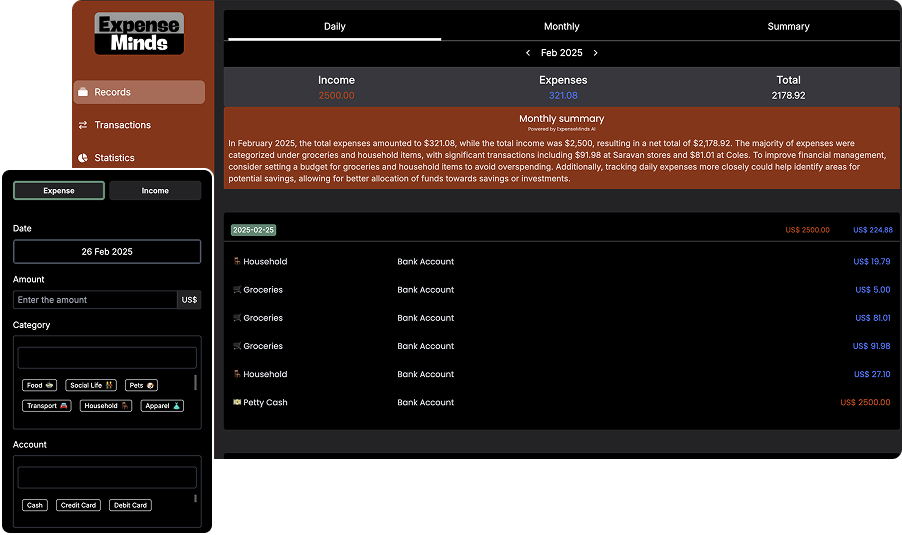 Expense
Minds
Records
Transactions
Statistics
Daily Monthly Summary
< Feb 2025 >
Income Expenses Total
2500.00 321.08 2178.92
Monthly summary
Powered by ExpenseMinds AI
In February 2025, the total expenses amounted to $321.08, while the total income was $2,500, resulting in a net total of $2,178.92. The majority of expenses were
categorized under groceries and household items, with significant transactions including $91.98 at Saravan stores and $81.01 at Coles. To improve financial management,
consider setting a budget for groceries and household items to avoid overspending. Additionally, tracking daily expenses more closely could help identify areas for
potential savings, allowing for better allocation of funds towards savings or investments.
2025-02-25 US$ 2500.00 US$ 224.88
Household Bank Account US$ 19.79
Groceries Bank Account US$ 5.00
Groceries Bank Account US$ 81.01
Groceries Bank Account US$ 91.98
Household Bank Account US$ 27.10
Petty Cash Bank Account US$ 2500.00
Expense Income
Date
26 Feb 2025
Amount
Enter the amount US$
Category
Food Social Life Pets
Transport Household Apparel
Account
Cash Credit Card Debit Card